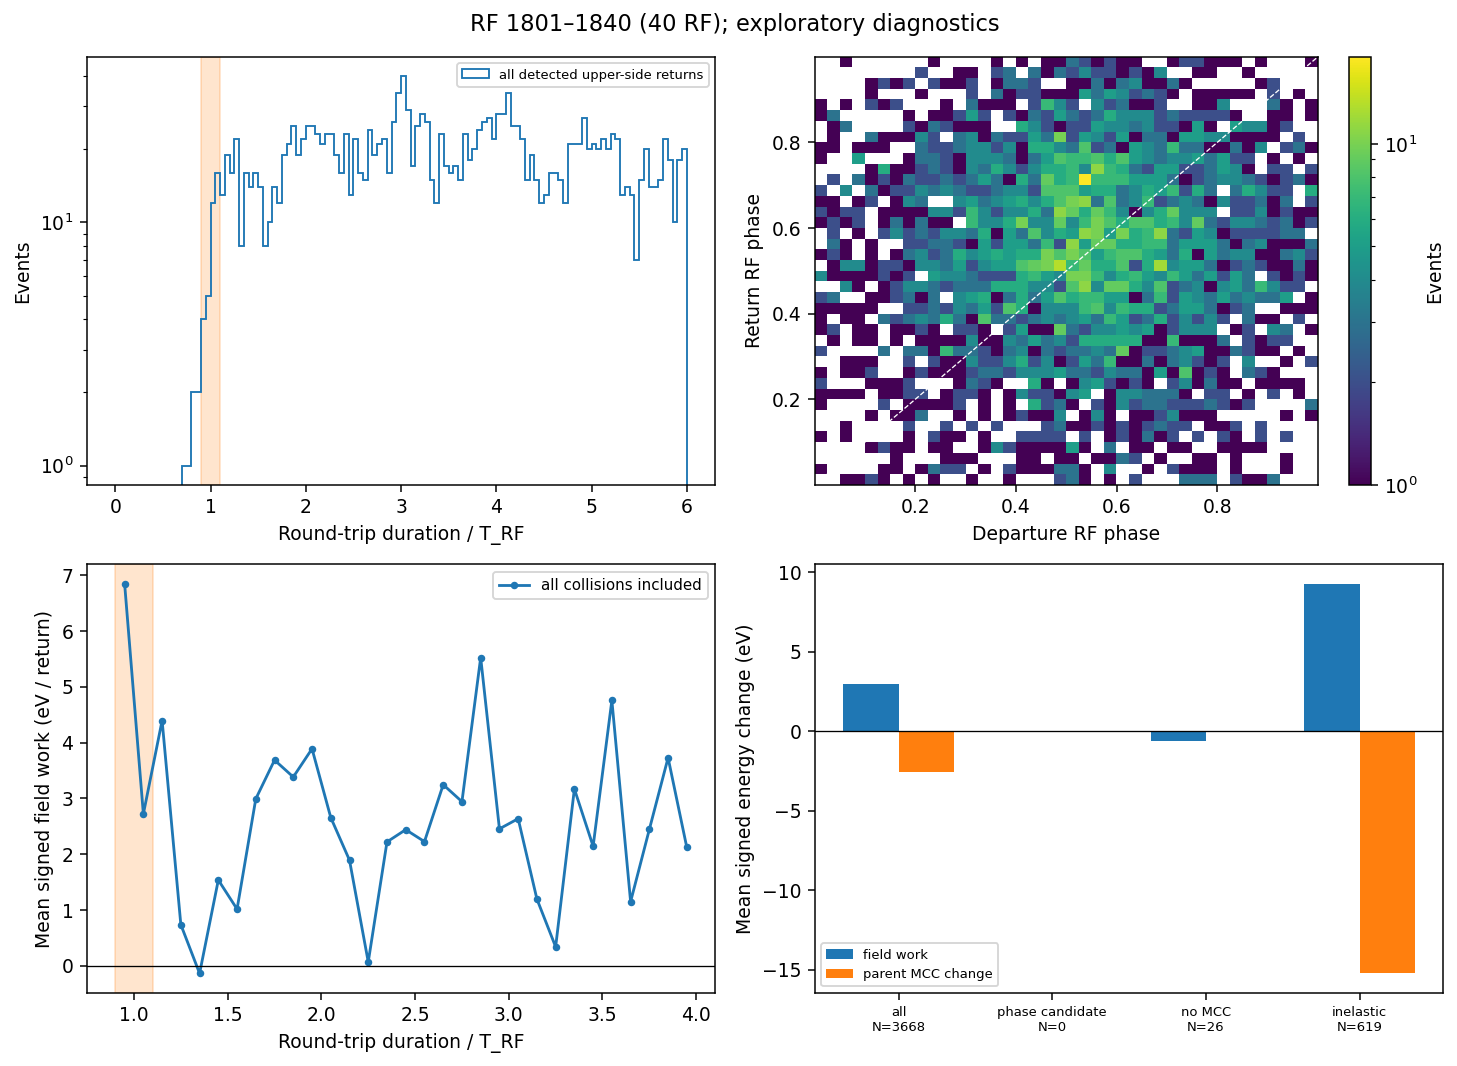 RF 1801–1840 (40 RF); exploratory diagnostics
all detected upper-side returns
Events
10¹
10⁰
0 1 2 3 4 5 6
Round-trip duration / T_RF
Return RF phase
0.8
0.6
0.4
0.2
0.2 0.4 0.6 0.8
Departure RF phase
10¹
10⁰
Events
all collisions included
Mean signed field work (eV / return)
7
6
5
4
3
2
1
0
1.0 1.5 2.0 2.5 3.0 3.5 4.0
Round-trip duration / T_RF
Mean signed energy change (eV)
10
5
0
−5
−10
−15
field work
parent MCC change
all
N=3668
phase candidate
N=0
no MCC
N=26
inelastic
N=619